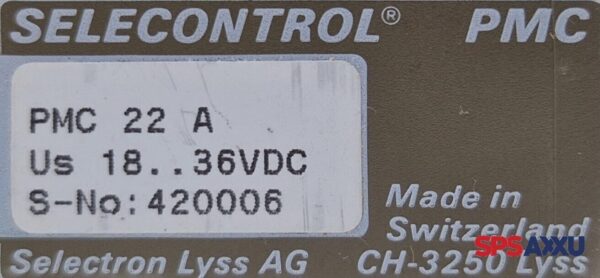 SELECONTROL® PMC
PMC 22 A
Us 18..36VDC
S-No:420006
Made in
Switzerland
SPSAXXU
Selectron Lyss AG CH-3250 Lyss